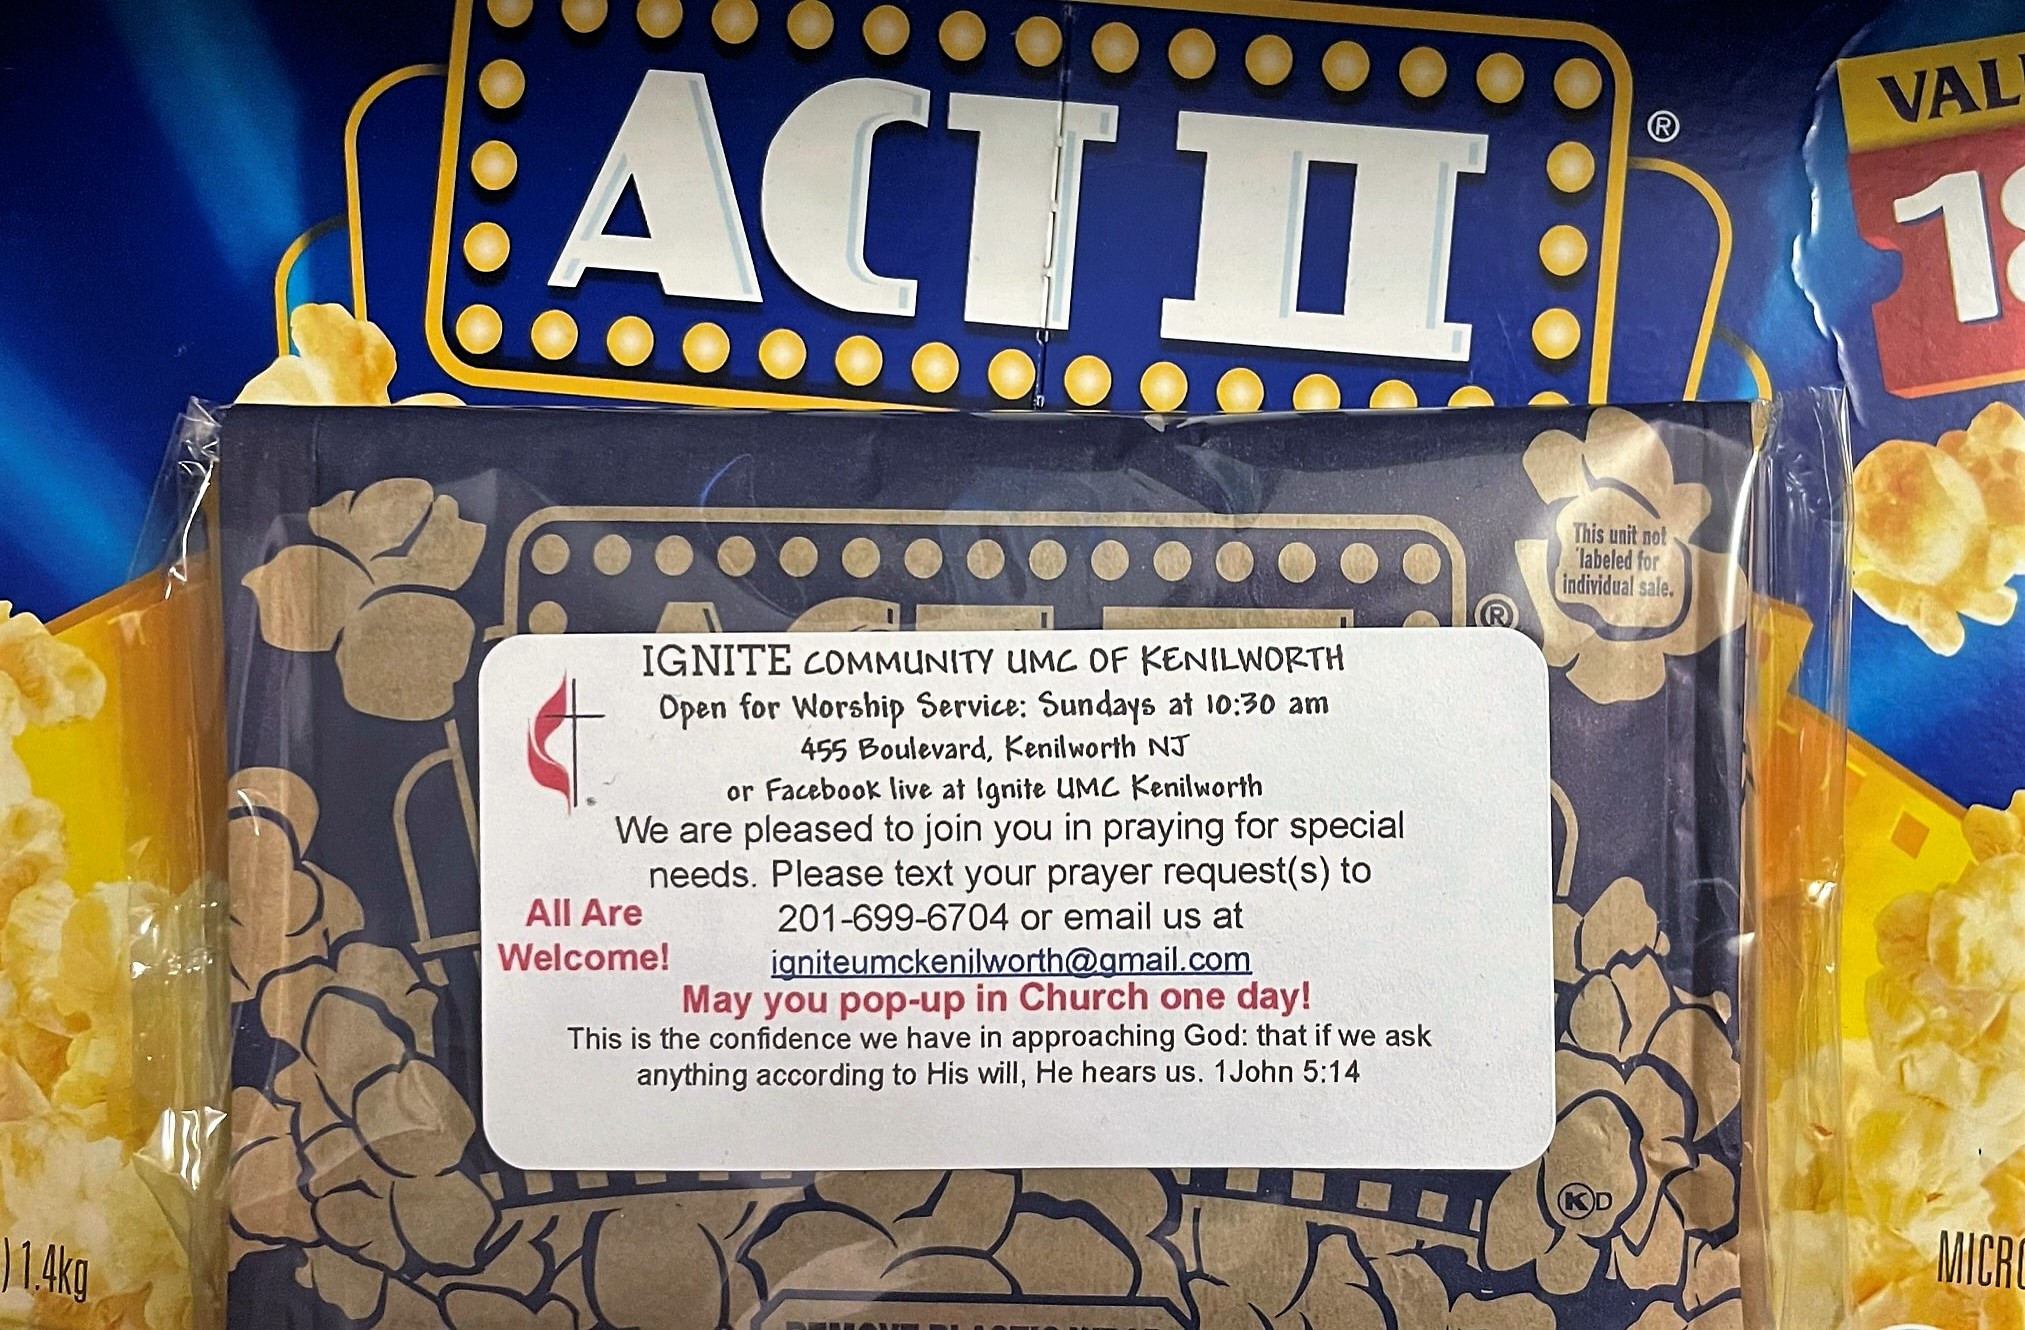 ACT II
®
VAL
18
This unit not
labeled for
individual sale.
ACT II
®
IGNITE COMMUNITY UMC OF KENILWORTH
Open for Worship Service: Sundays at 10:30 am
455 Boulevard, Kenilworth NJ
or Facebook live at Ignite UMC Kenilworth
We are pleased to join you in praying for special
needs. Please text your prayer request(s) to
201-699-6704 or email us at
igniteumckenilworth@gmail.com
All Are
Welcome!
May you pop-up in Church one day!
This is the confidence we have in approaching God: that if we ask
anything according to His will, He hears us. 1John 5:14
K D
) 1.4kg
MICRO